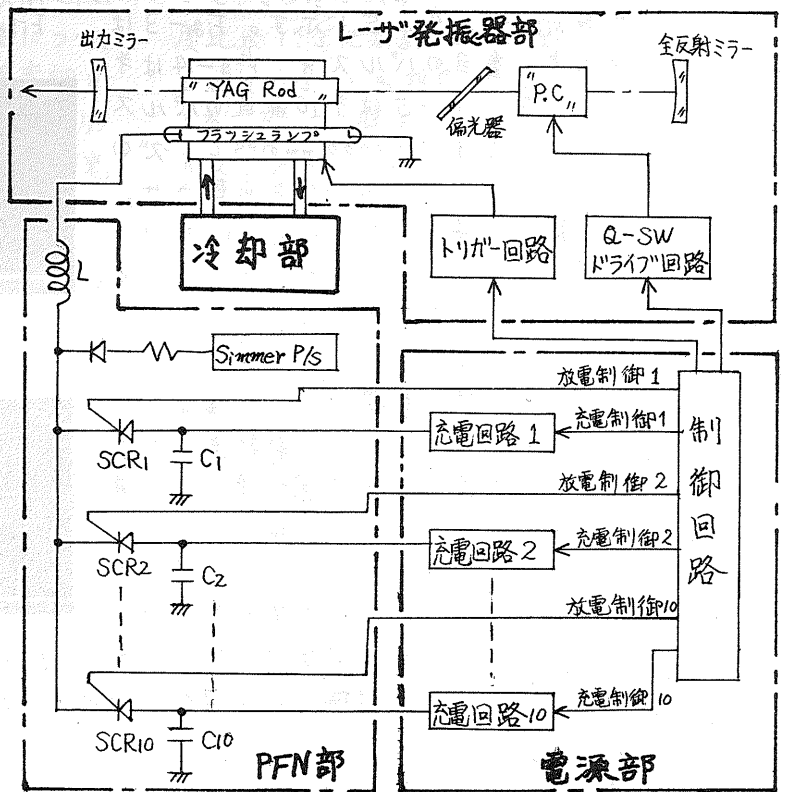 レーザ発振器部
出力ミラー
全反射ミラー
"YAG Rod"
"P.C"
偏光器
フラッシュランプ
冷却部
トリガー回路
Q-SW
ドライブ回路
L
Simmer P/S
放電制御1
充電回路1
充電制御1
SCR1
C1
放電制御2
充電回路2
充電制御2
SCR2
C2
放電制御10
充電回路10
充電制御10
SCR10
C10
制御回路
PFN部
電源部